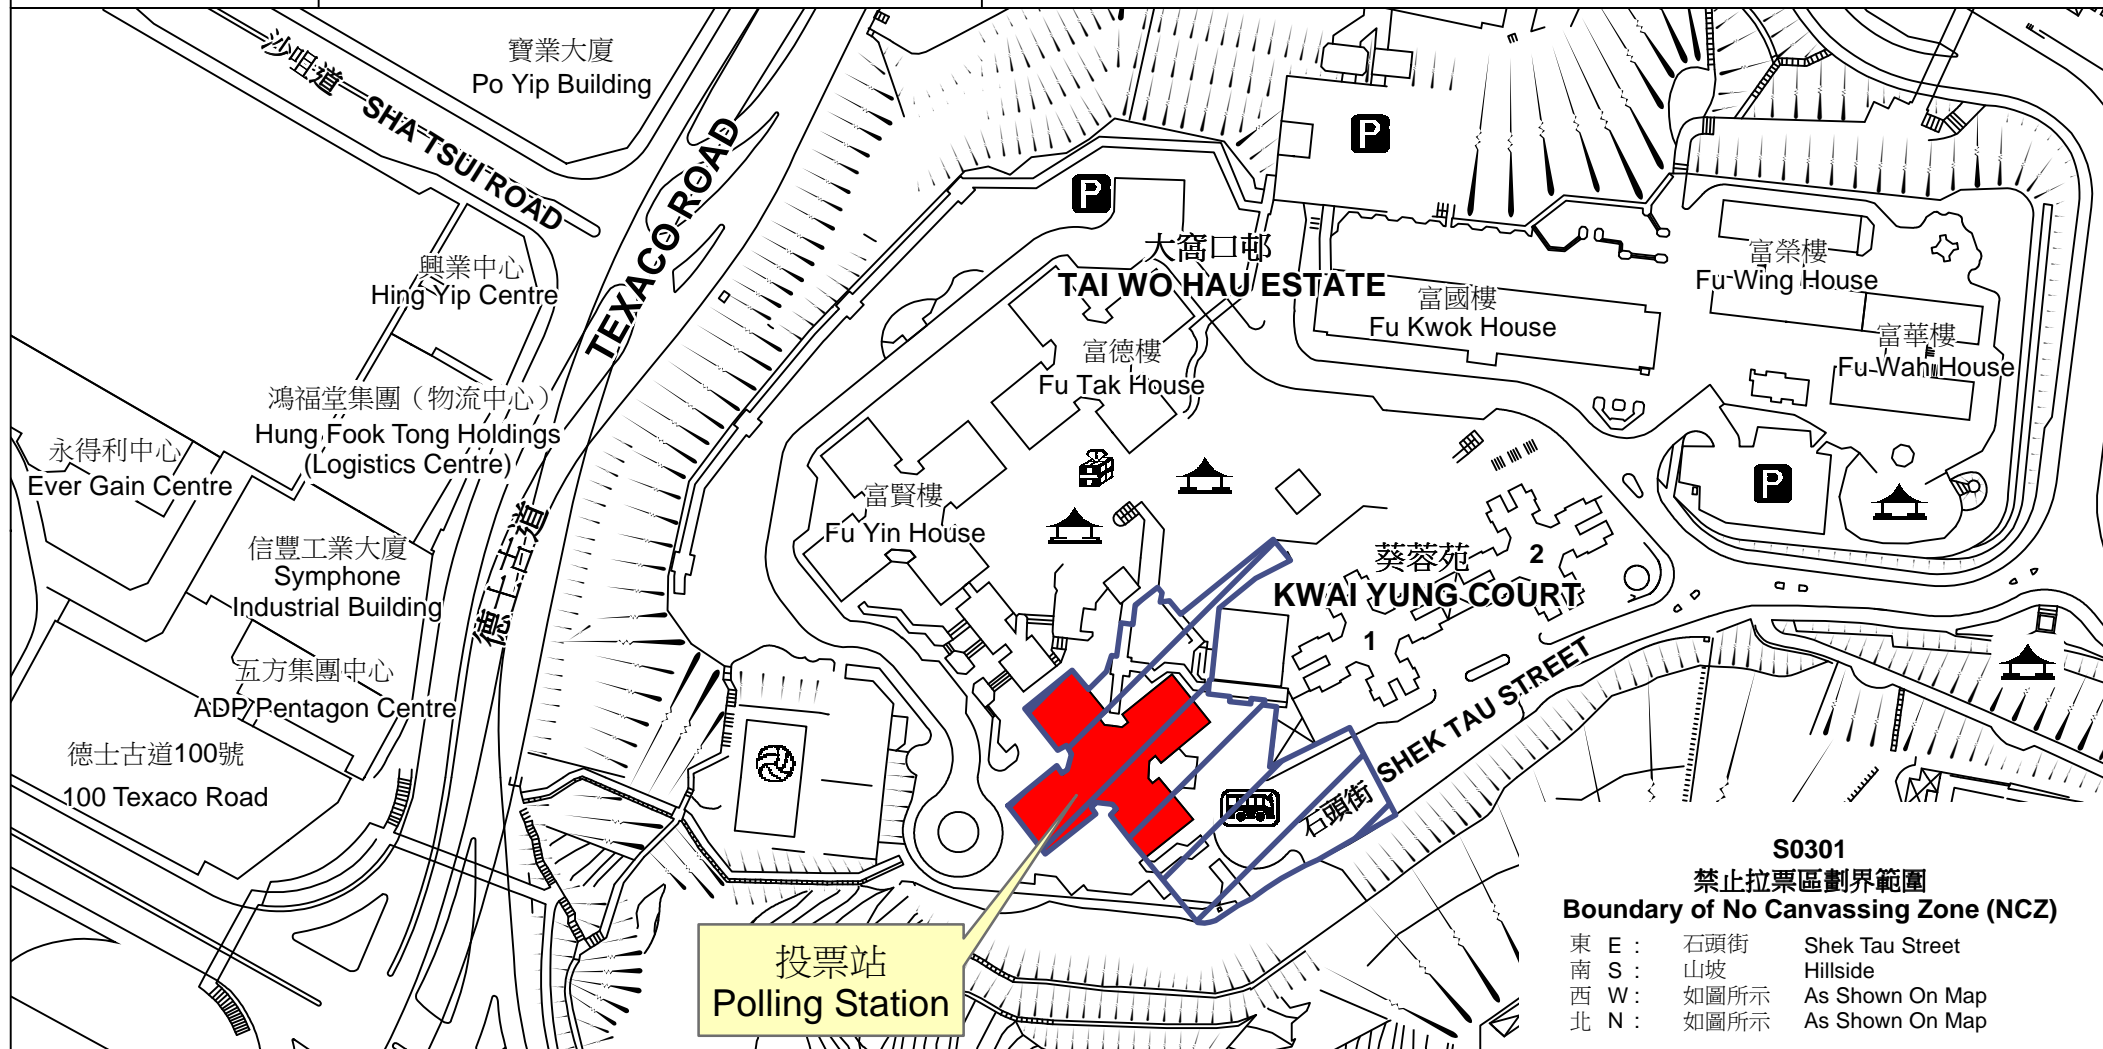 寶業大廈
Po Yip Building
沙咀道 SHA TSUI ROAD
TEXACO ROAD
德士古道
興業中心
Hing Yip Centre
鴻福堂集團（物流中心）
Hung Fook Tong Holdings
(Logistics Centre)
永得利中心
Ever Gain Centre
信豐工業大廈
Symphone
Industrial Building
五方集團中心
ADP Pentagon Centre
德士古道100號
100 Texaco Road
P
P
大窩口邨
TAI WO HAU ESTATE
富國樓
Fu Kwok House
富榮樓
Fu Wing House
富華樓
Fu Wah House
富德樓
Fu Tak House
富賢樓
Fu Yin House
P
葵蓉苑
KWAI YUNG COURT
2
1
石頭街 SHEK TAU STREET
投票站
Polling Station
S0301
禁止拉票區劃界範圍
Boundary of No Canvassing Zone (NCZ)
東 E : 石頭街 Shek Tau Street
南 S : 山坡 Hillside
西 W : 如圖所示 As Shown On Map
北 N : 如圖所示 As Shown On Map